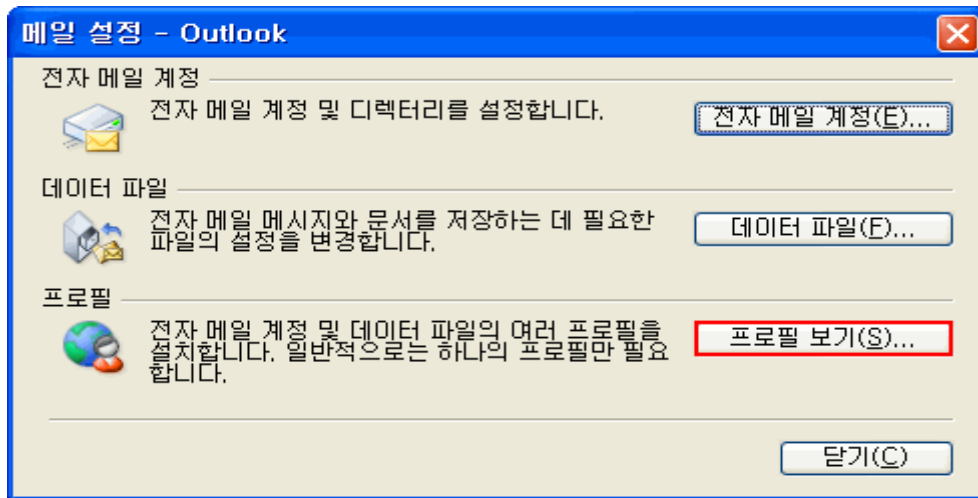 메일 설정 - Outlook
전자 메일 계정
전자 메일 계정 및 디렉터리를 설정합니다.
전자 메일 계정(E)...
데이터 파일
전자 메일 메시지와 문서를 저장하는 데 필요한
파일의 설정을 변경합니다.
데이터 파일(F)...
프로필
전자 메일 계정 및 데이터 파일의 여러 프로필을
설치합니다. 일반적으로는 하나의 프로필만 필요
합니다.
프로필 보기(S)...
닫기(C)